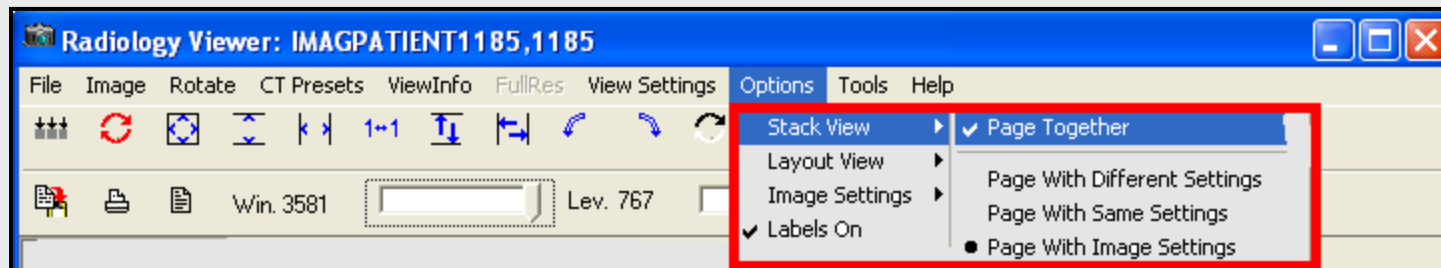 Radiology Viewer: IMAGPATIENT1185,1185
File Image Rotate CT Presets ViewInfo FullRes View Settings Options Tools Help
1↔1
Stack View
Page Together
Layout View
Page With Different Settings
Image Settings
Page With Same Settings
Labels On
Page With Image Settings
Win. 3581
Lev. 767